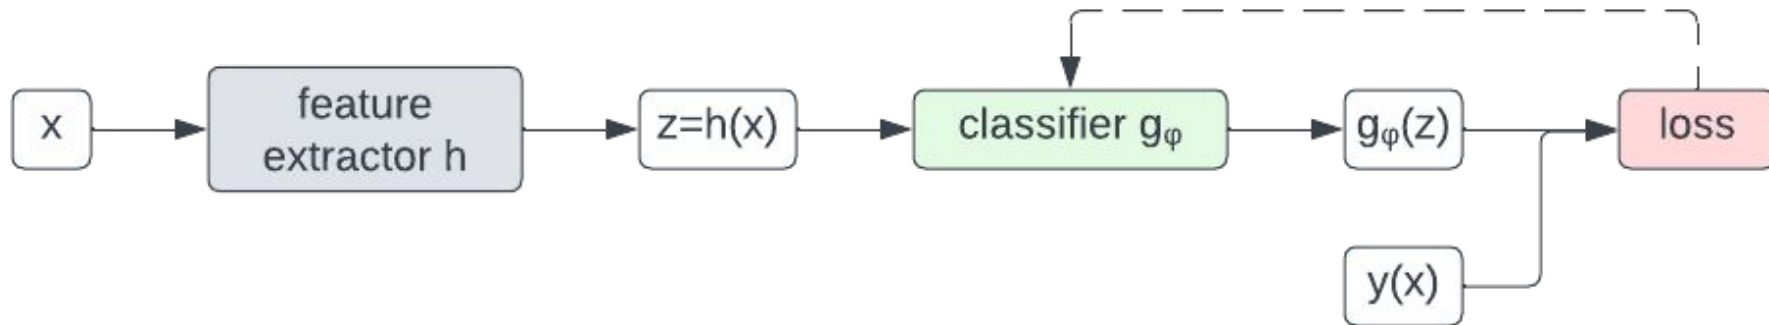 x
feature
extractor h
z=h(x)
classifier gφ
gφ(z)
loss
y(x)